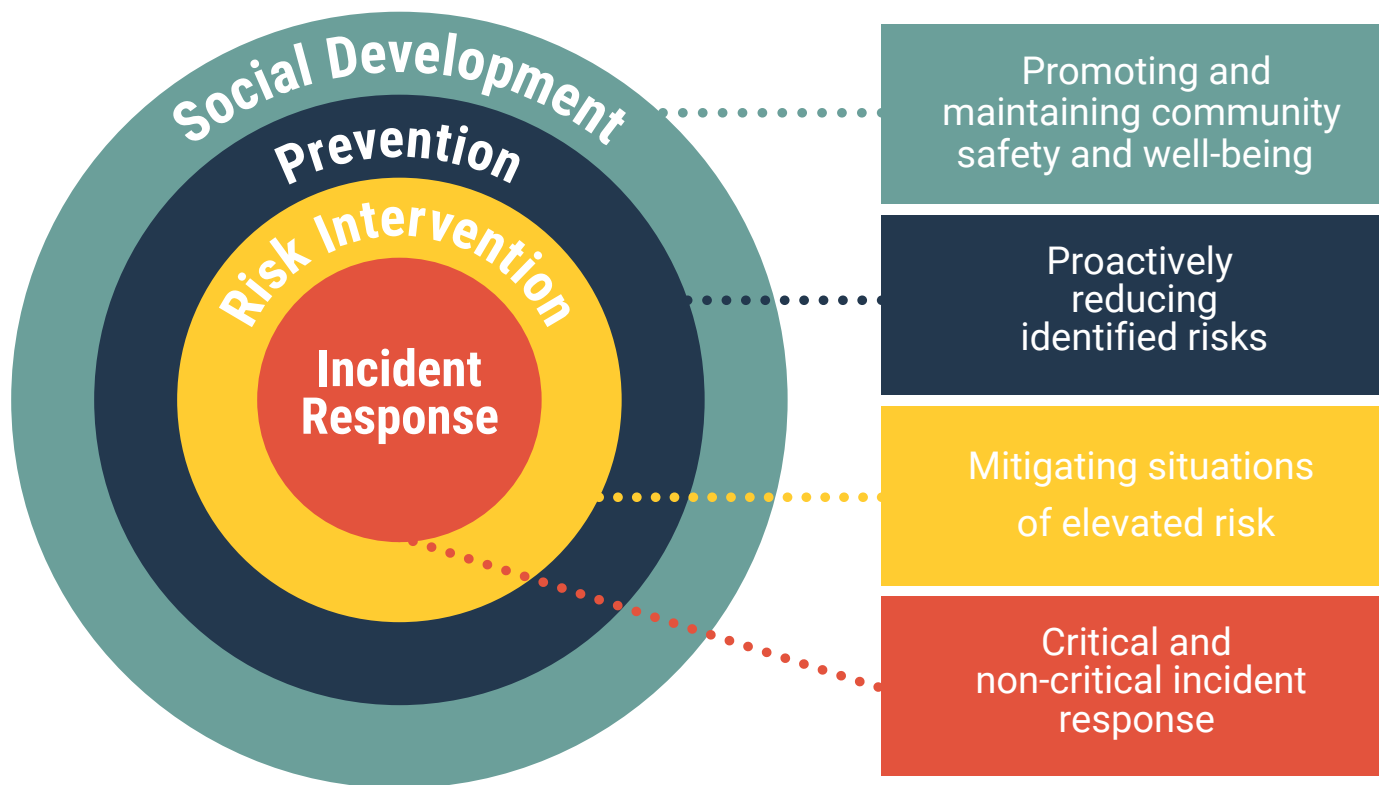 Social Development
Prevention
Risk Intervention
Incident
Response
Promoting and
maintaining community
safety and well-being
Proactively
reducing
identified risks
Mitigating situations
of elevated risk
Critical and
non-critical incident
response